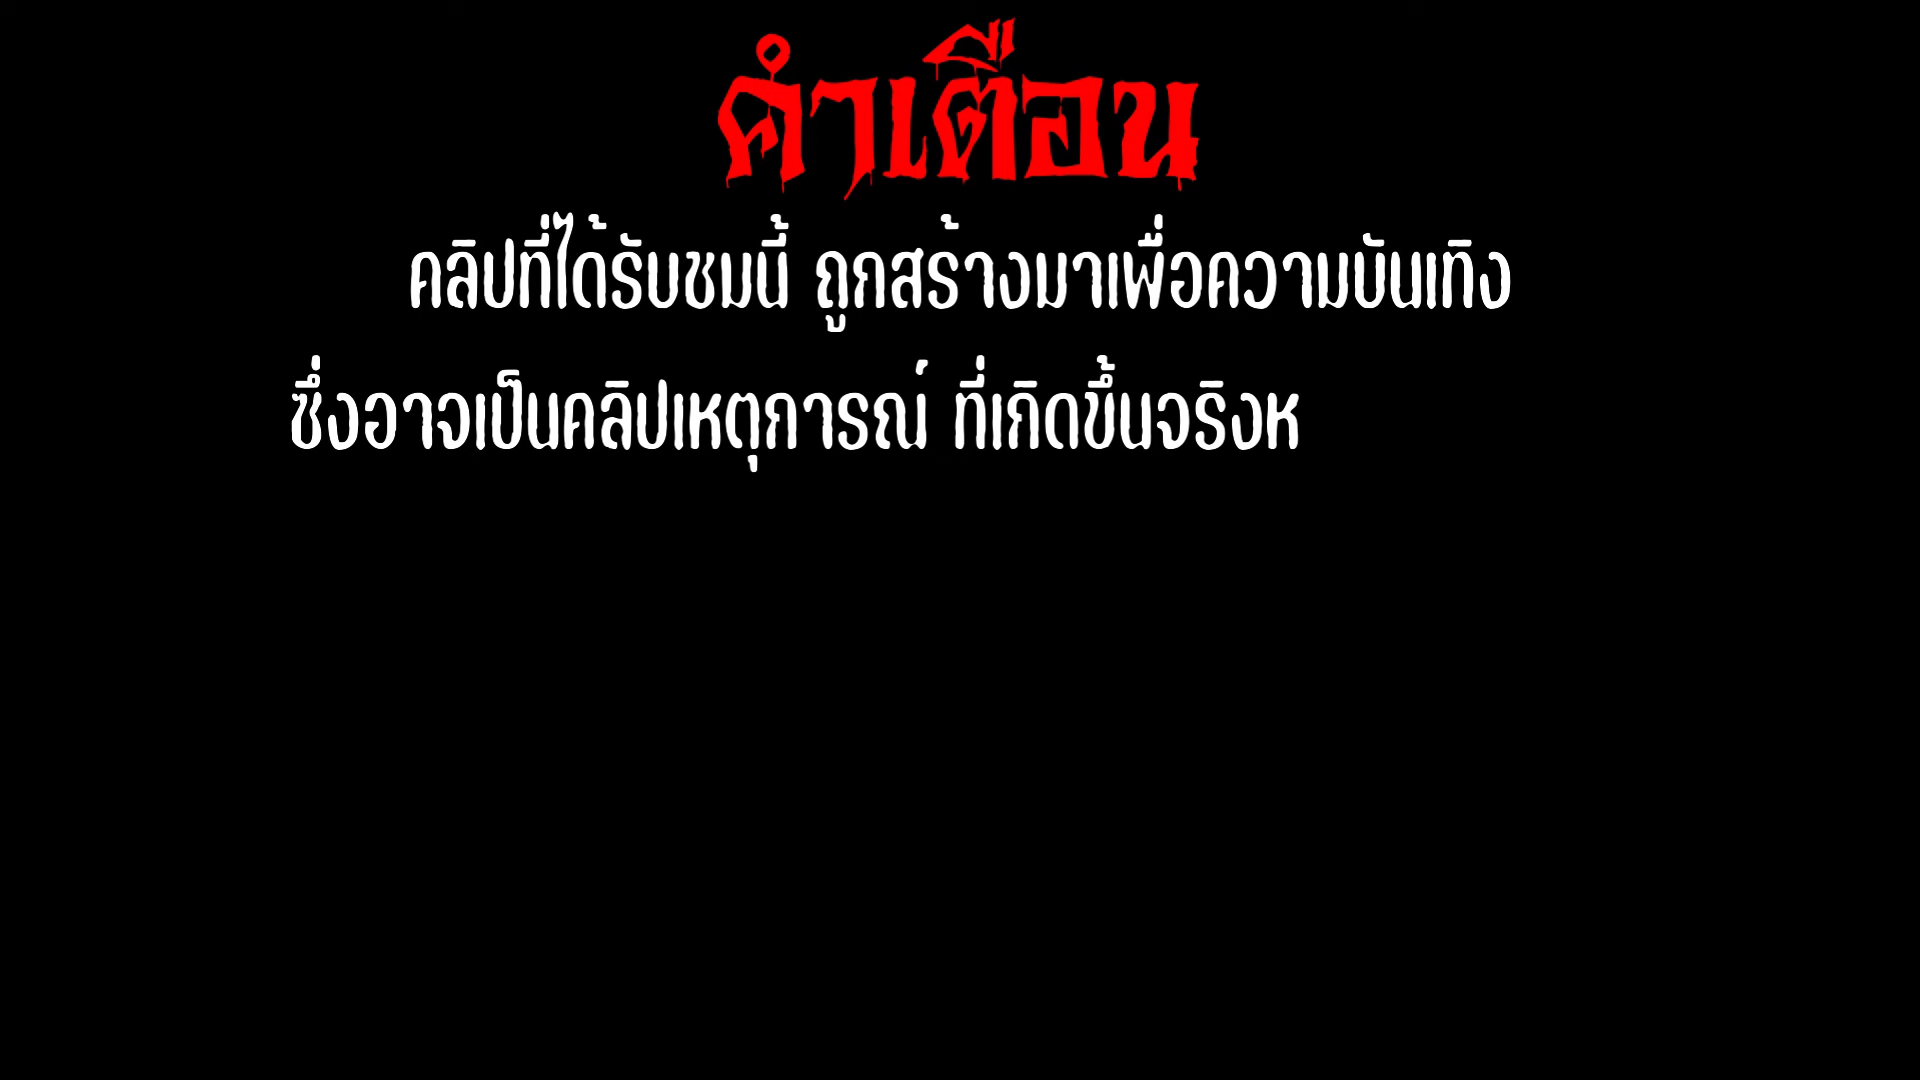 คำเตือน
คลิปที่ได้รับชมนี้ ถูกสร้างมาเพื่อความบันเทิง
ซึ่งอาจเป็นคลิปเหตุการณ์ ที่เกิดขึ้นจริงห